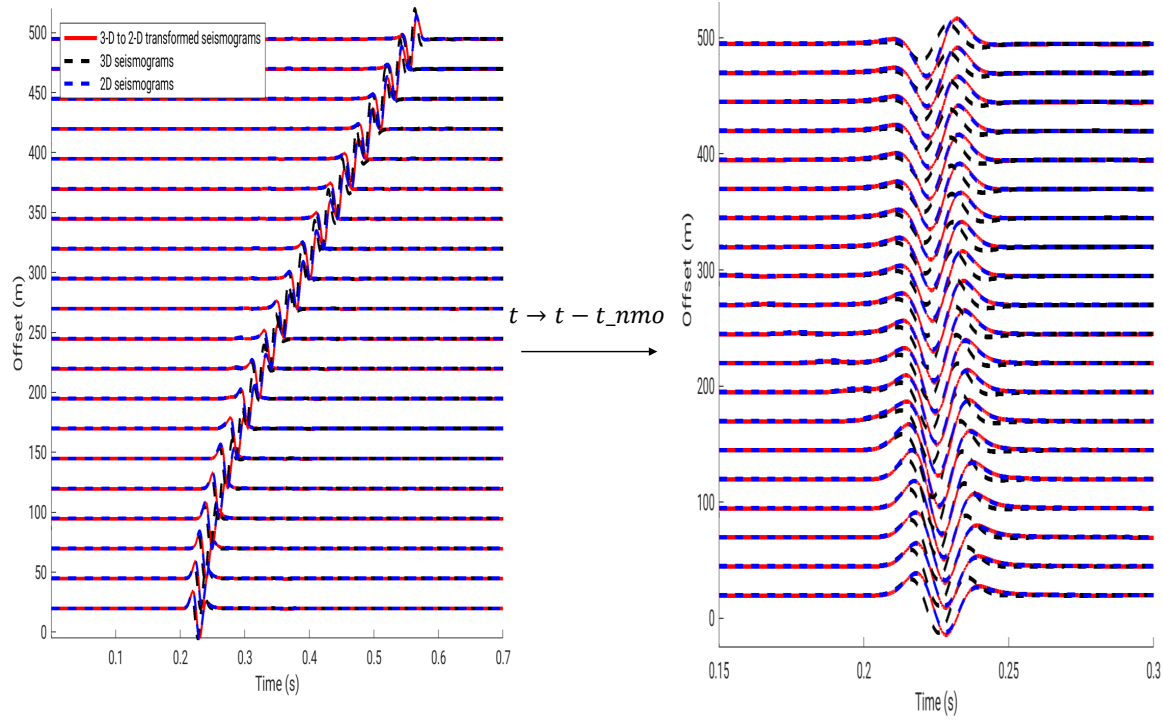 500
450
400
350
300
250
200
150
100
50
0
Offset (m)
3-D to 2-D transformed seismograms
3D seismograms
2D seismograms
0.1 0.2 0.3 0.4 0.5 0.6 0.7
Time (s)
t → t − t_nmo
500
400
300
200
100
0
Offset (m)
0.15 0.2 0.25 0.3
Time (s)